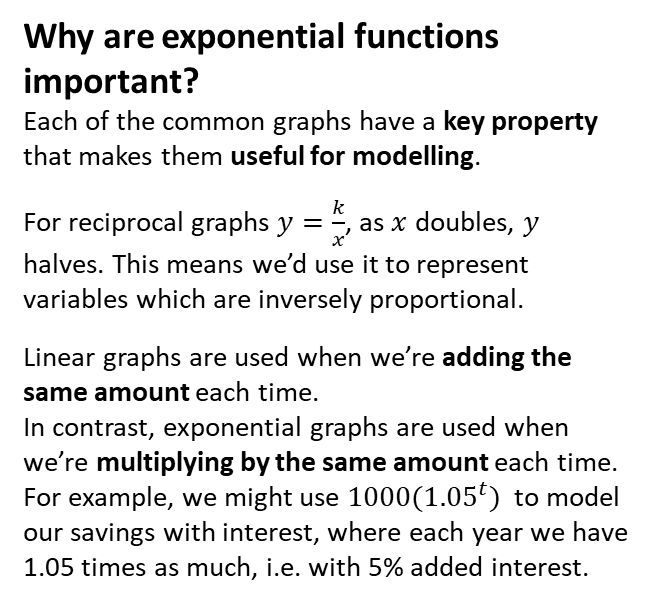 Why are exponential functions
important?
Each of the common graphs have a key property
that makes them useful for modelling.
For reciprocal graphs y = k/x, as x doubles, y
halves. This means we’d use it to represent
variables which are inversely proportional.
Linear graphs are used when we’re adding the
same amount each time.
In contrast, exponential graphs are used when
we’re multiplying by the same amount each time.
For example, we might use 1000(1.05^t) to model
our savings with interest, where each year we have
1.05 times as much, i.e. with 5% added interest.